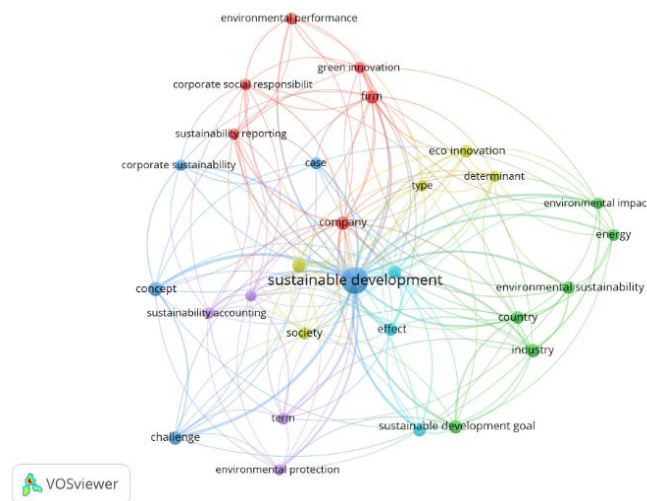 environmental performance
green innovation
corporate social responsibilit
firm
sustainability reporting
corporate sustainability
case
eco innovation
determinant
type
environmental impac
company
energy
sustainable development
environmental sustainability
concept
sustainability accounting
country
society
effect
industry
term
sustainable development goal
challenge
environmental protection
VOSviewer